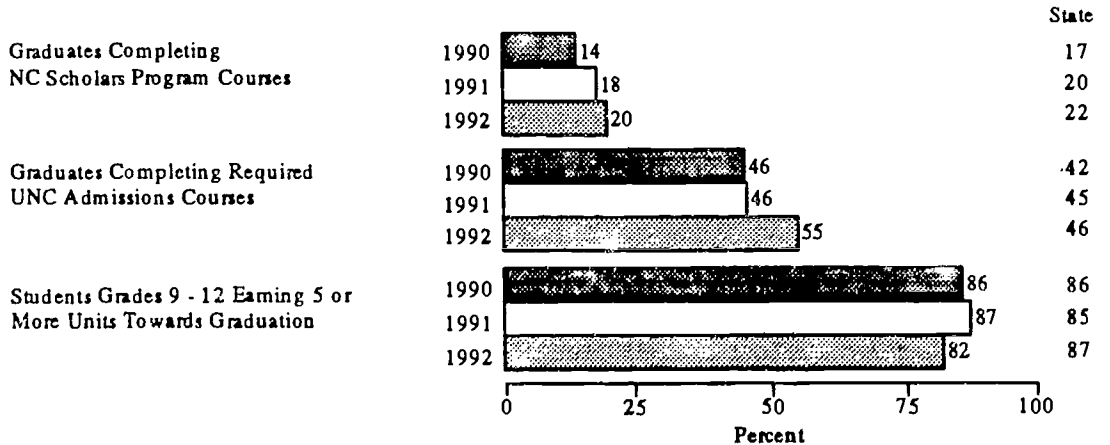 State
Graduates Completing
NC Scholars Program Courses
1990 14 17
1991 18 20
1992 20 22
Graduates Completing Required
UNC Admissions Courses
1990 46 42
1991 46 45
1992 55 46
Students Grades 9 - 12 Earning 5 or
More Units Towards Graduation
1990 86 86
1991 87 85
1992 82 87
0 25 50 75 100
Percent